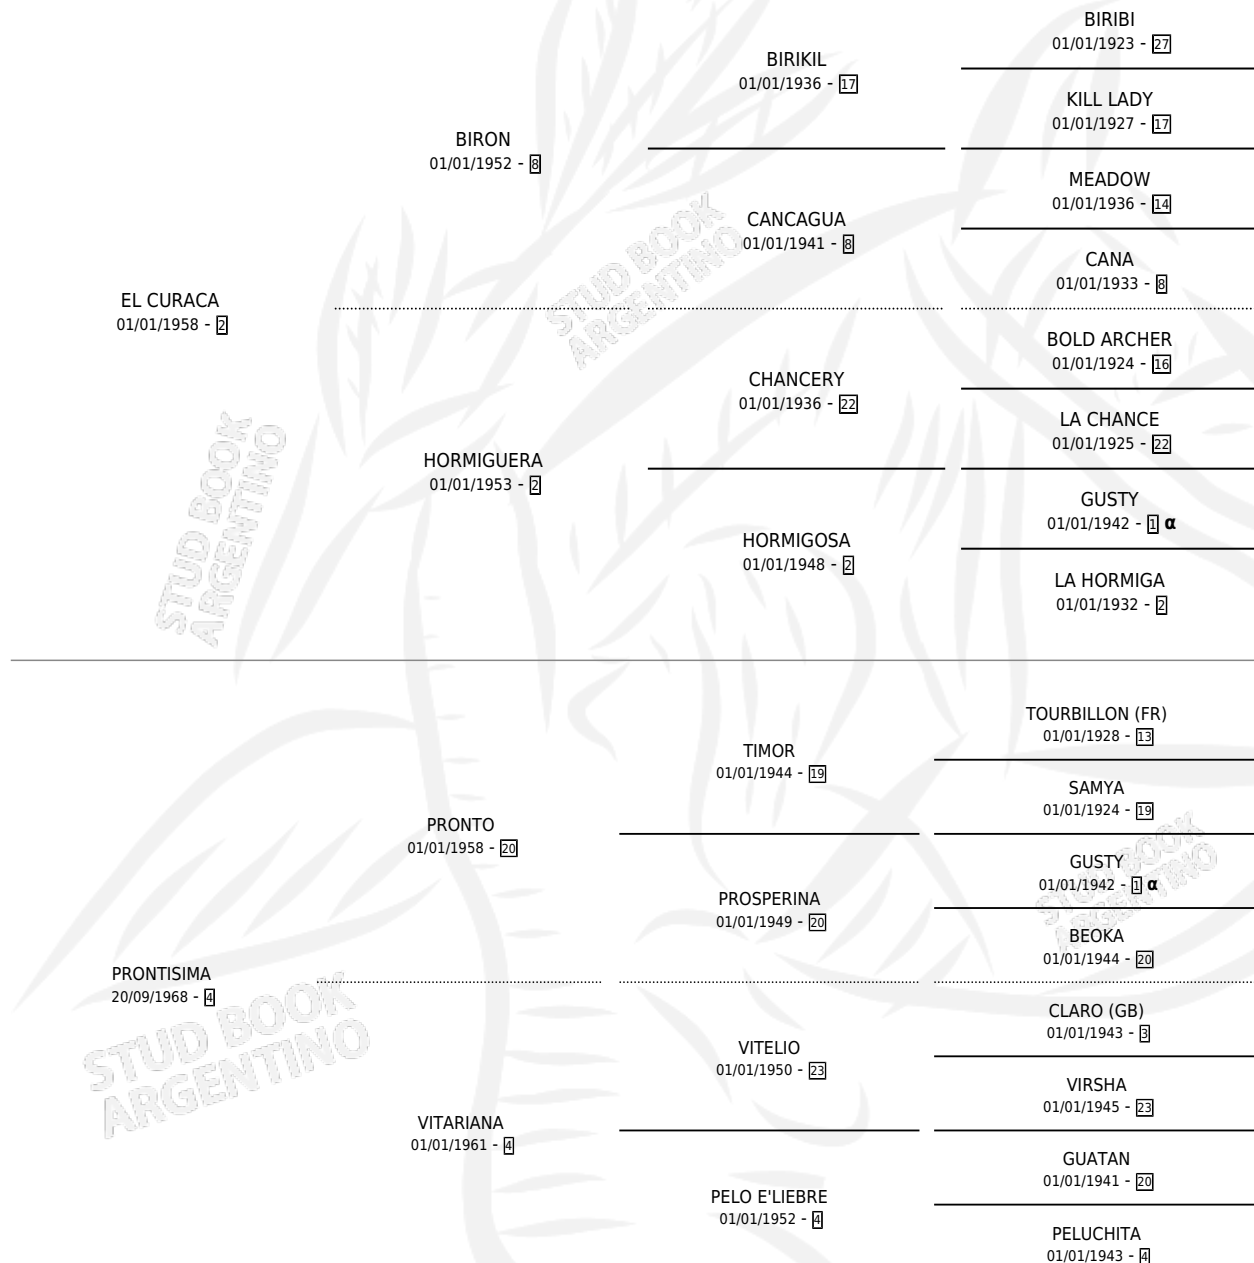 EL CURACA
01/01/1958 - 2
BIRON
01/01/1952 - 8
HORMIGUERA
01/01/1953 - 2
BIRIKIL
01/01/1936 - 17
CANCAGUA
01/01/1941 - 8
CHANCERY
01/01/1936 - 22
HORMIGOSA
01/01/1948 - 2
BIRIBI
01/01/1923 - 27
KILL LADY
01/01/1927 - 17
MEADOW
01/01/1936 - 14
CANA
01/01/1933 - 8
BOLD ARCHER
01/01/1924 - 16
LA CHANCE
01/01/1925 - 22
GUSTY
01/01/1942 - 1 α
LA HORMIGA
01/01/1932 - 2
PRONTISIMA
20/09/1968 - 4
PRONTO
01/01/1958 - 20
VITARIANA
01/01/1961 - 4
TIMOR
01/01/1944 - 19
PROSPERINA
01/01/1949 - 20
VITELIO
01/01/1950 - 23
PELO E'LIEBRE
01/01/1952 - 4
TOURBILLON (FR)
01/01/1928 - 13
SAMYA
01/01/1924 - 19
GUSTY
01/01/1942 - 1 α
BEOKA
01/01/1944 - 20
CLARO (GB)
01/01/1943 - 3
VIRSHA
01/01/1945 - 23
GUATAN
01/01/1941 - 20
PELUCHITA
01/01/1943 - 4
STUD BOOK
ARGENTINO
STUD BOOK
ARGENTINO
STUD BOOK
ARGENTINO
STUD BOOK
ARGENTINO